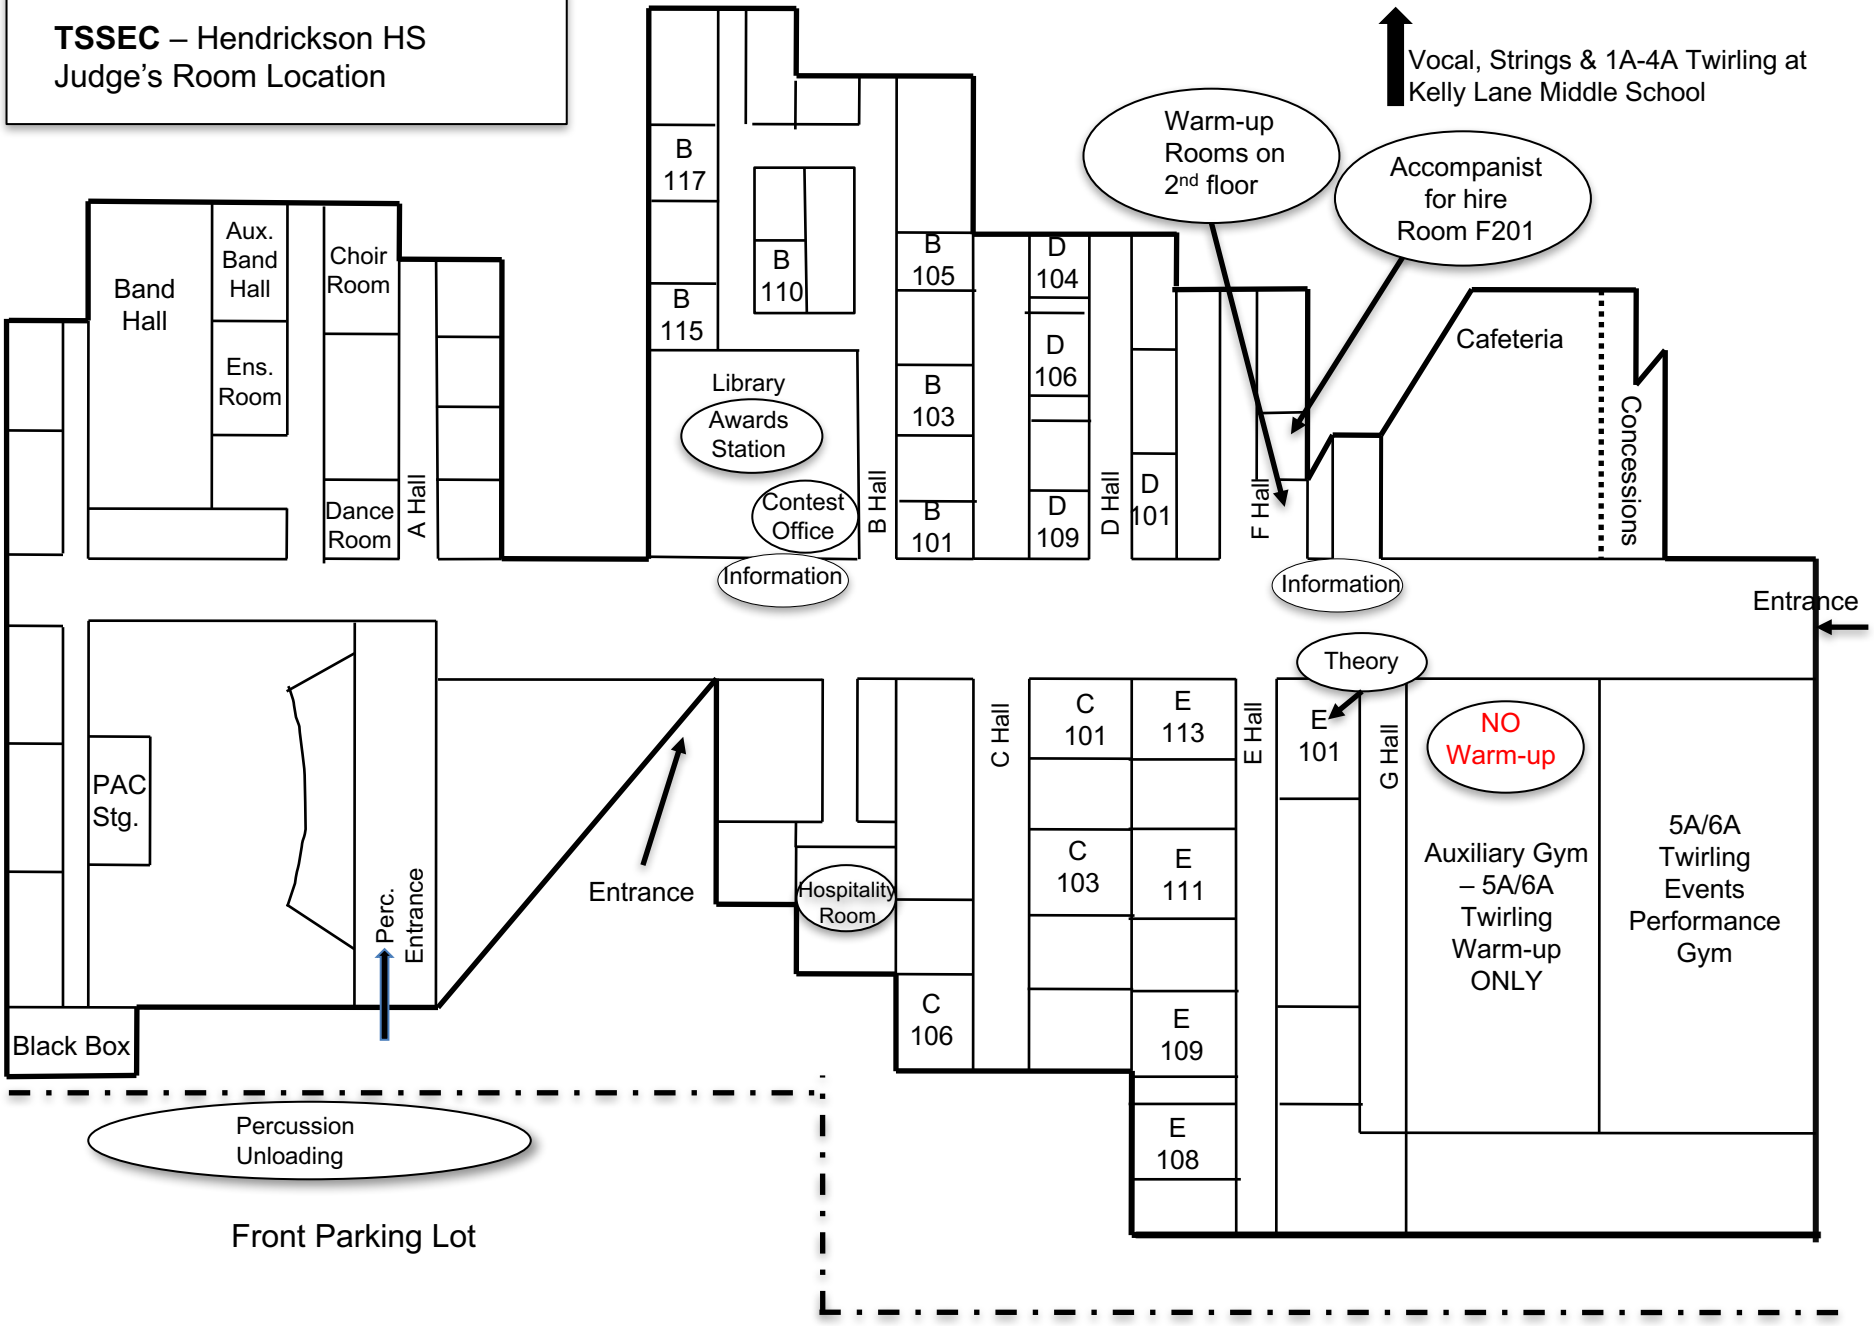 TSSEC – Hendrickson HS
Judge's Room Location
Vocal, Strings & 1A-4A Twirling at
Kelly Lane Middle School
Warm-up
Rooms on
2nd floor
Accompanist
for hire
Room F201
B
117
B
110
B
115
B
105
B
103
B
101
D
104
D
106
D
109
D
101
Aux.
Band
Hall
Choir
Room
Band
Hall
Ens.
Room
Dance
Room
A Hall
Library
Awards
Station
Contest
Office
Information
B Hall
D Hall
F Hall
Cafeteria
Concessions
Information
Entrance
Theory
PAC
Stg.
Perc.
Entrance
Entrance
Hospitality
Room
C Hall
C
101
C
103
C
106
E
113
E
111
E
109
E
108
E Hall
E
101
G Hall
NO
Warm-up
Auxiliary Gym
– 5A/6A
Twirling
Warm-up
ONLY
5A/6A
Twirling
Events
Performance
Gym
Black Box
Percussion
Unloading
Front Parking Lot